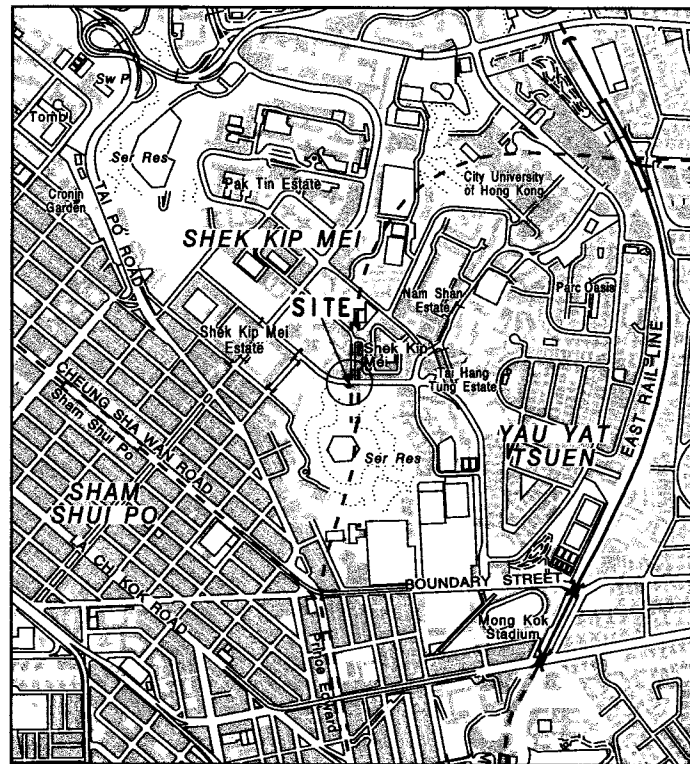 Sw P
Tomb
Ser Res
Cronin
Garden
TAI PO ROAD
Pak Tin Estate
City University
of Hong Kong
SHEK KIP MEI
SITE
Nam Shan
Estate
Parc Oasis
Shek Kip Mei
Estate
Shek Kip
Mei
Tai Hang
Tung Estate
EAST RAIL LINE
CHEUNG SHA WAN ROAD
Sham Shui Po
YAU YAT
TSUEN
Ser Res
SHAM
SHUI PO
LAI CHI KOK ROAD
BOUNDARY STREET
Mong Kok
Stadium
Prince Edward